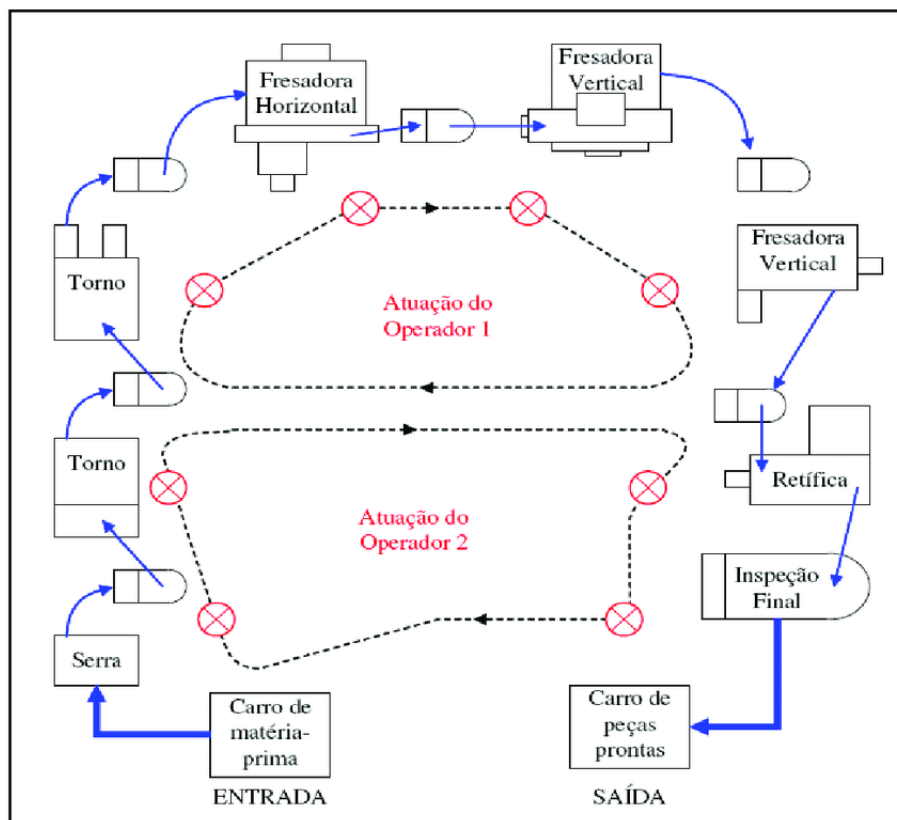 Fresadora
Horizontal
Fresadora
Vertical
Torno
Fresadora
Vertical
Atuação do
Operador 1
Torno
Retífica
Atuação do
Operador 2
Inspeção
Final
Serra
Carro de
matéria-
prima
Carro de
peças
prontas
ENTRADA
SAÍDA